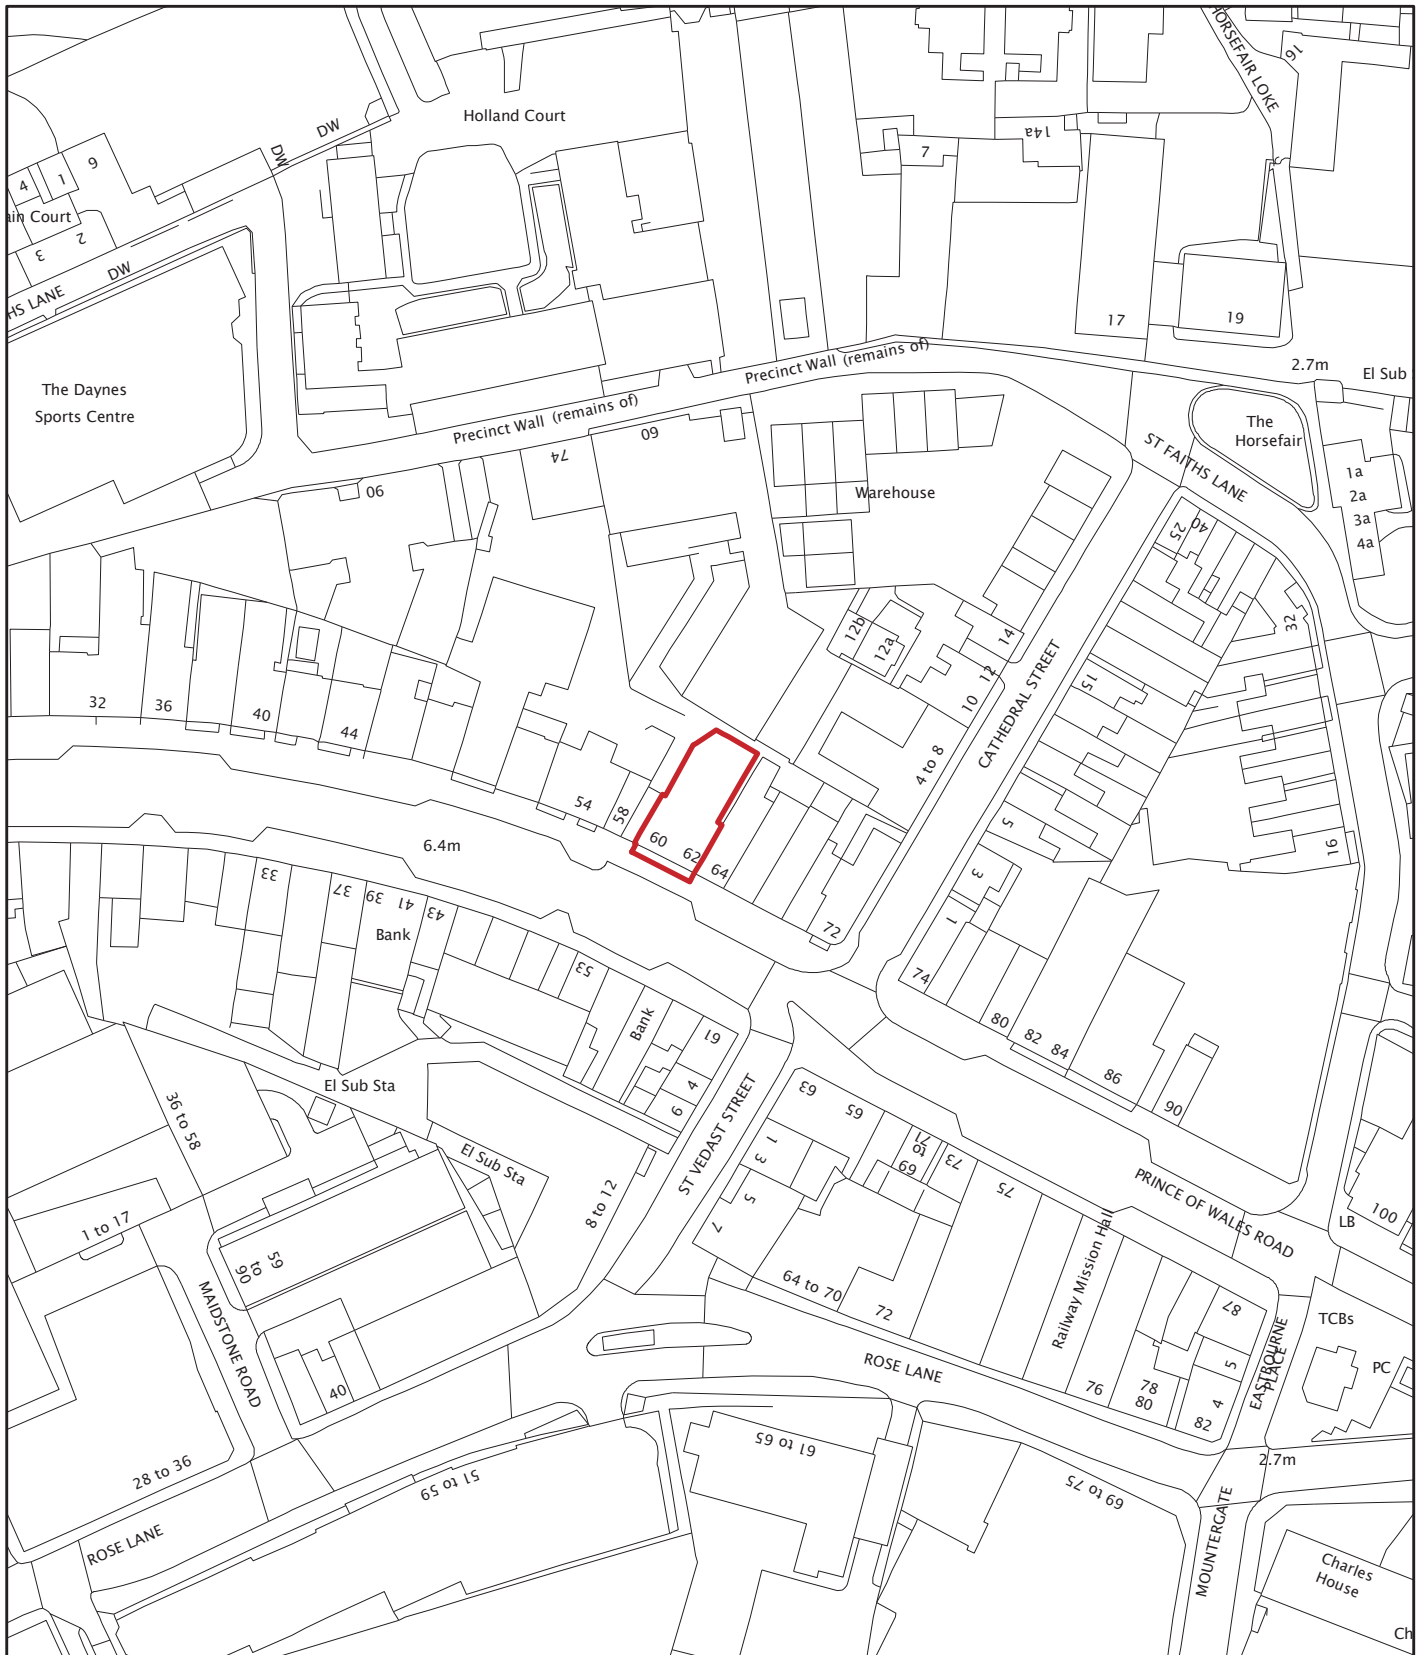 HORSEFAIR LOKE
16
Holland Court
DW
DW
14a
7
9
1
4
ain Court
2
3
DW
HS LANE
17
19
2.7m
El Sub
The Daynes
Sports Centre
Precinct Wall (remains of)
Precinct Wall (remains of)
The
Horsefair
ST FAITHS LANE
60
74
90
Warehouse
1a
2a
3a
4a
25
40
32
12b
12a
14
12
10
15
CATHEDRAL STREET
32
36
40
44
4 to 8
54
58
60
62
64
72
5
3
1
16
6.4m
33
37
39
41
43
Bank
53
Bank
61
4
6
74
80
82
84
86
90
El Sub Sta
36 to 58
El Sub Sta
ST VEDAST STREET
63
65
1
3
5
7
71
to
69
73
75
PRINCE OF WALES ROAD
100
LB
8 to 12
1 to 17
59
to
90
MAIDSTONE ROAD
64 to 70
72
Railway Mission Hall
87
5
4
EASTBOURNE
PLACE
TCBs
PC
ROSE LANE
76
78
80
82
40
28 to 36
51 to 59
61 to 65
69 to 75
2.7m
MOUNTERGATE
ROSE LANE
Charles
House
Ch